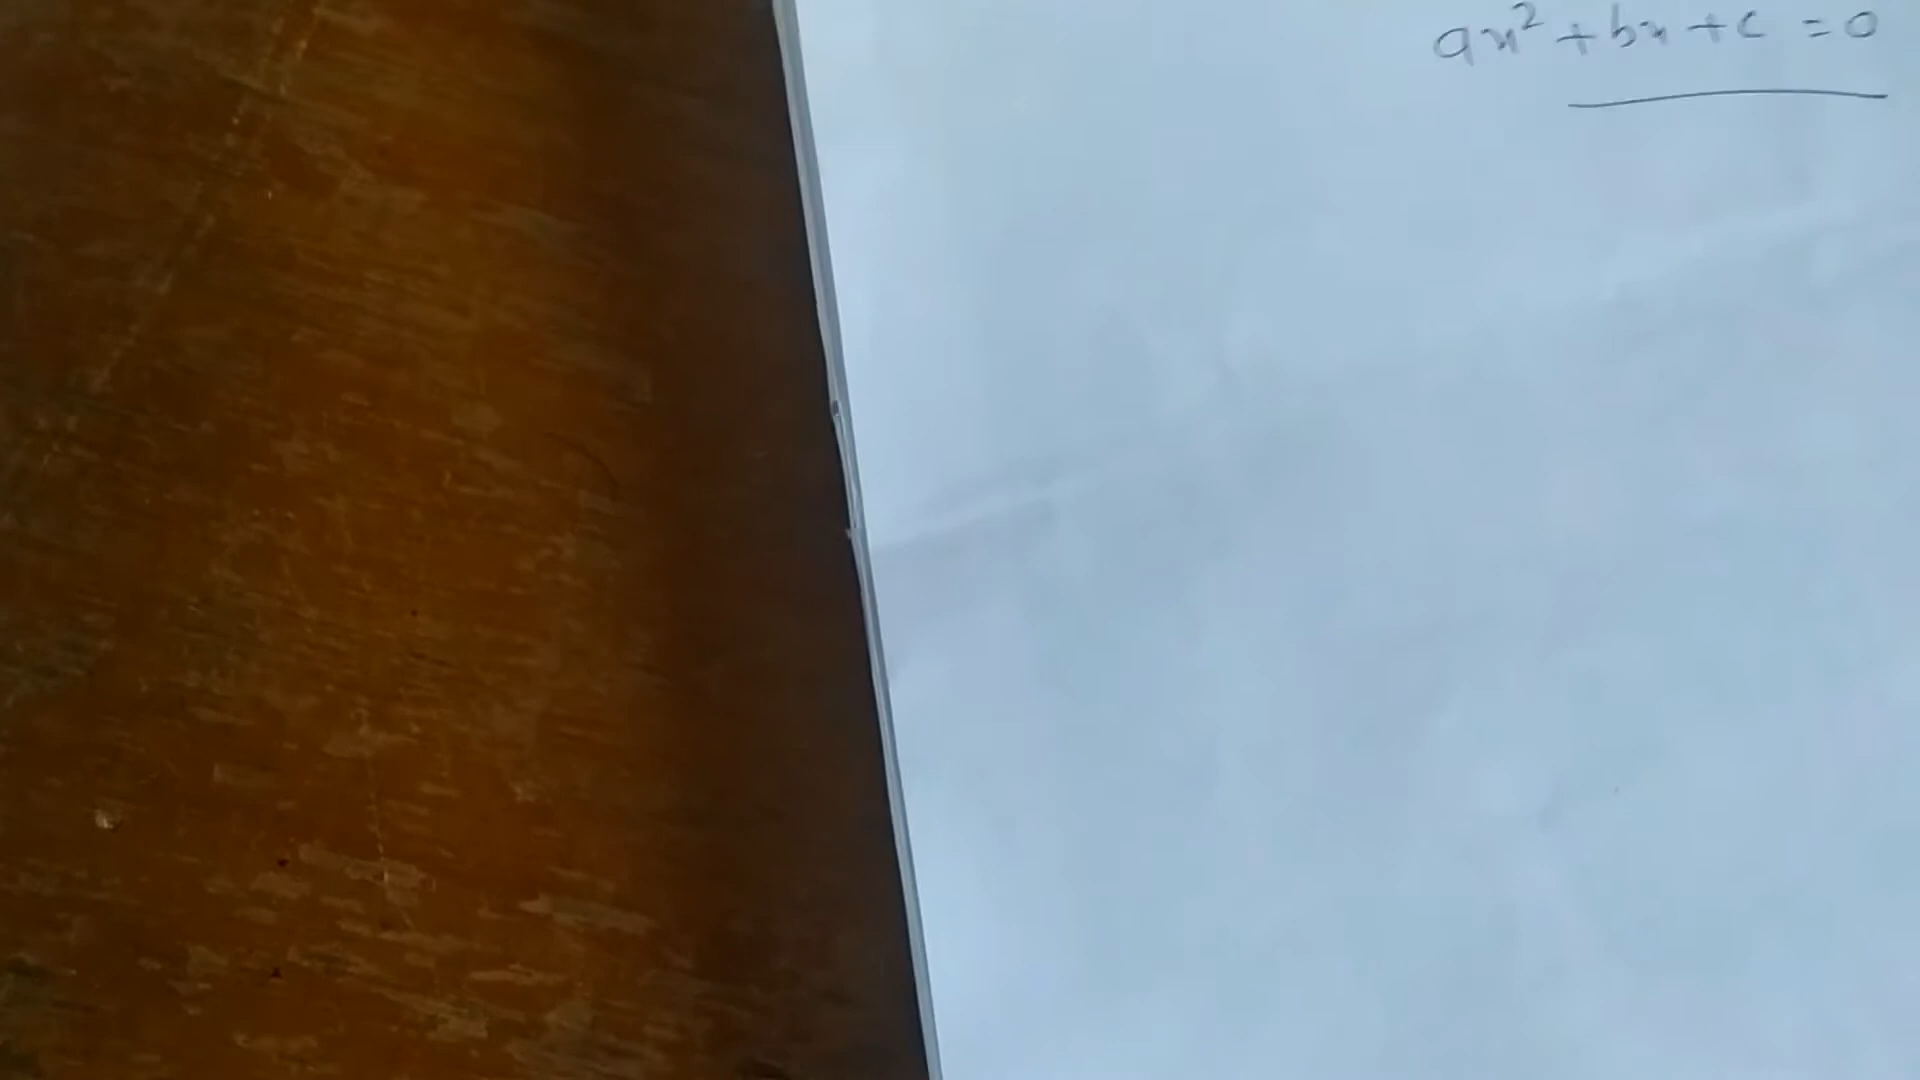 ax² + bx + c = 0